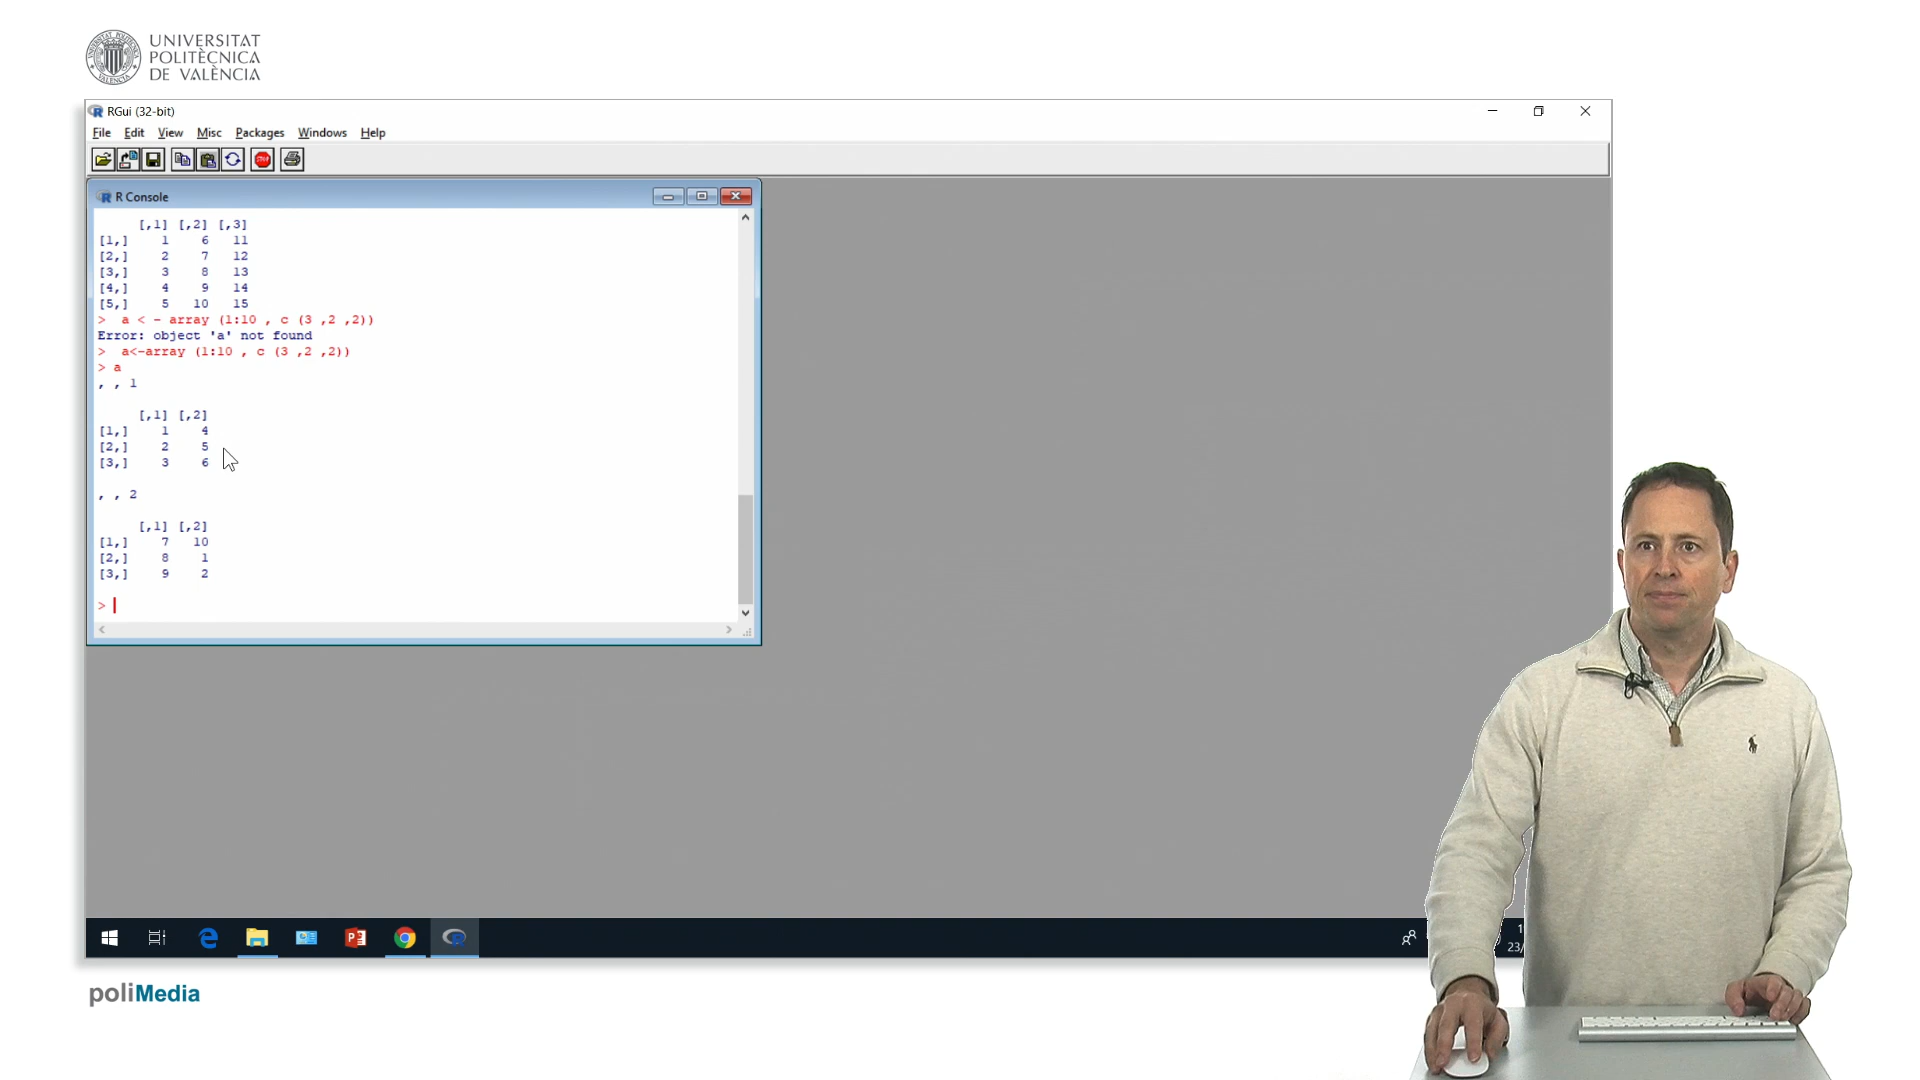 UNIVERSITAT
POLITÈCNICA
DE VALÈNCIA
RGui (32-bit)
File Edit View Misc Packages Windows Help
STOP
R Console
[,1] [,2] [,3]
[1,] 1 6 11
[2,] 2 7 12
[3,] 3 8 13
[4,] 4 9 14
[5,] 5 10 15
> a < - array (1:10 , c (3 ,2 ,2))
Error: object 'a' not found
> a<-array (1:10 , c (3 ,2 ,2))
> a
, , 1
[,1] [,2]
[1,] 1 4
[2,] 2 5
[3,] 3 6
, , 2
[,1] [,2]
[1,] 7 10
[2,] 8 1
[3,] 9 2
>
23/
poliMedia